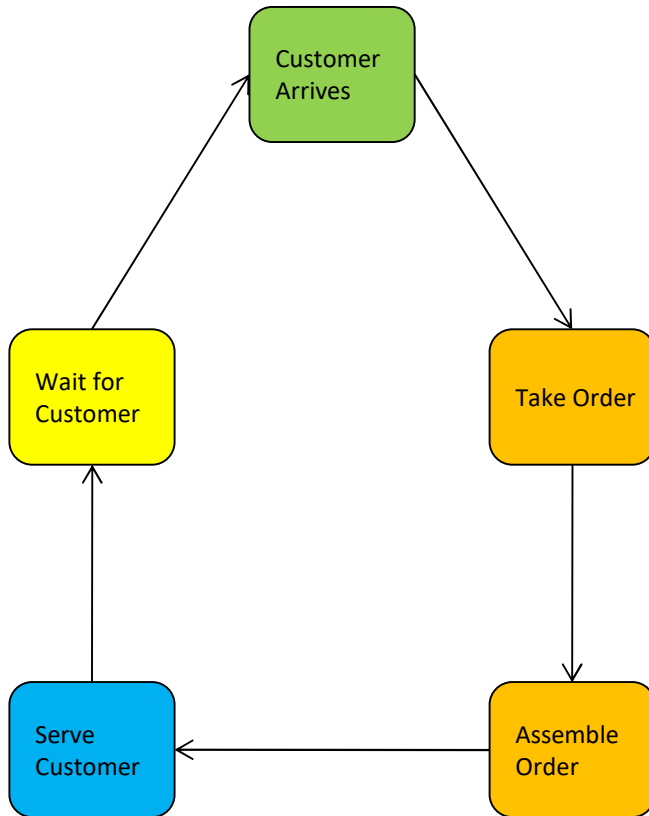 Customer
Arrives
Wait for
Customer
Take Order
Serve
Customer
Assemble
Order